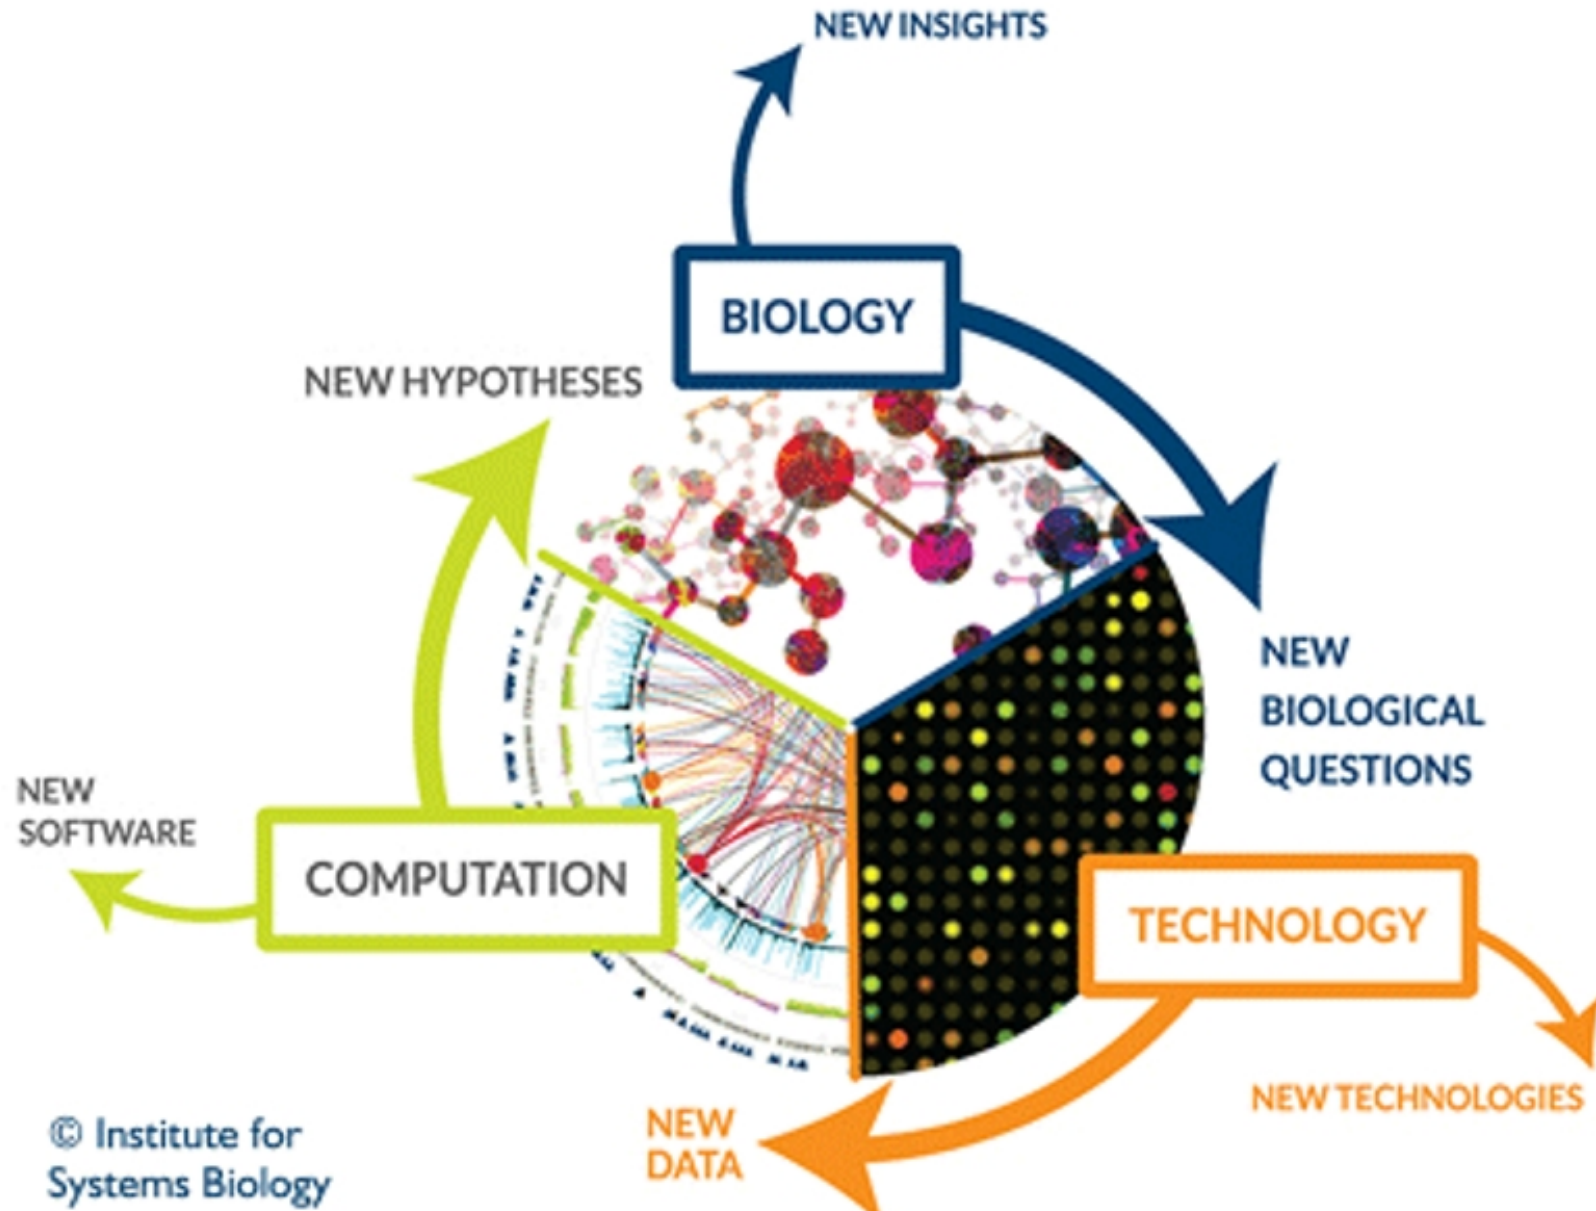 NEW INSIGHTS
BIOLOGY
NEW HYPOTHESES
NEW
BIOLOGICAL
QUESTIONS
NEW
SOFTWARE
COMPUTATION
TECHNOLOGY
NEW TECHNOLOGIES
NEW
DATA
© Institute for
Systems Biology